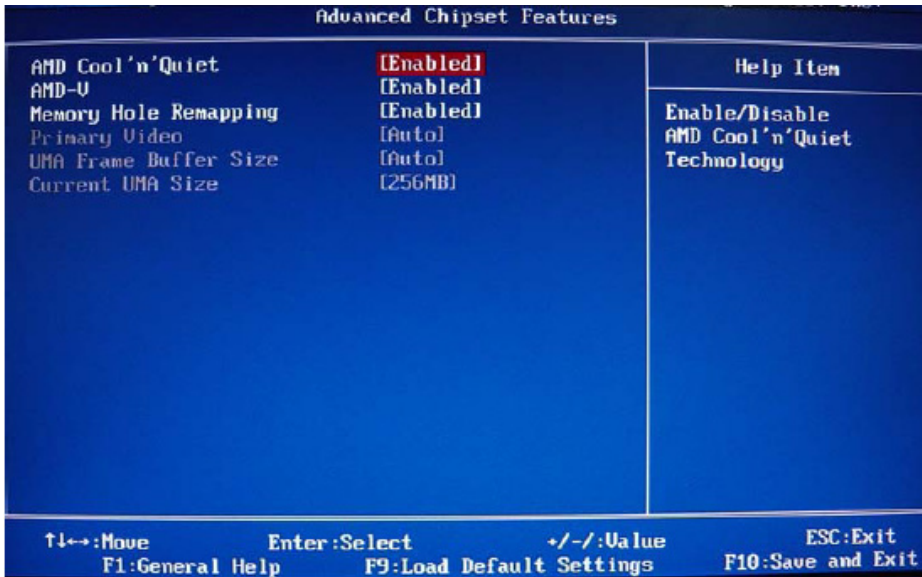 Advanced Chipset Features
AMD Cool'n'Quiet [Enabled]
AMD-V [Enabled]
Memory Hole Remapping [Enabled]
Primary Video [Auto]
UMA Frame Buffer Size [Auto]
Current UMA Size [256MB]
Help Item
Enable/Disable
AMD Cool'n'Quiet
Technology
↑↓←→:Move Enter:Select +/-/:Value ESC:Exit
F1:General Help F9:Load Default Settings F10:Save and Exit